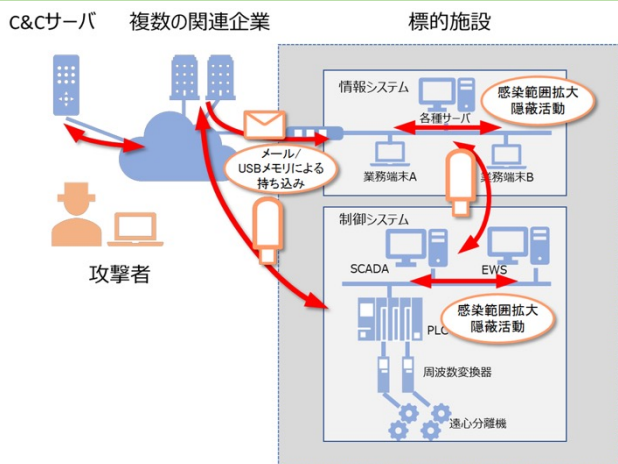 C&Cサーバ
複数の関連企業
標的施設
情報システム
各種サーバ
感染範囲拡大
隠蔽活動
メール/
USBメモリによる
持ち込み
業務端末A
業務端末B
攻撃者
制御システム
SCADA
EWS
感染範囲拡大
隠蔽活動
PLC
周波数変換器
遠心分離機